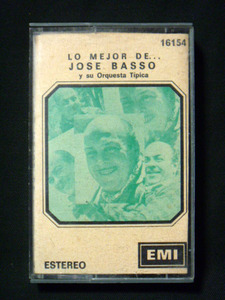 16154
LO MEJOR DE...
JOSE BASSO
y su Orquesta Típica
ESTEREO
EMI